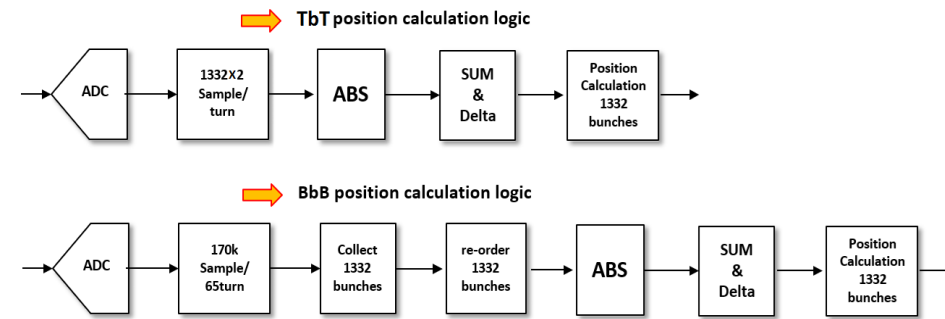 TbT position calculation logic
ADC
1332X2
Sample/
turn
ABS
SUM
&
Delta
Position
Calculation
1332
bunches
BbB position calculation logic
ADC
170k
Sample/
65turn
Collect
1332
bunches
re-order
1332
bunches
ABS
SUM
&
Delta
Position
Calculation
1332
bunches